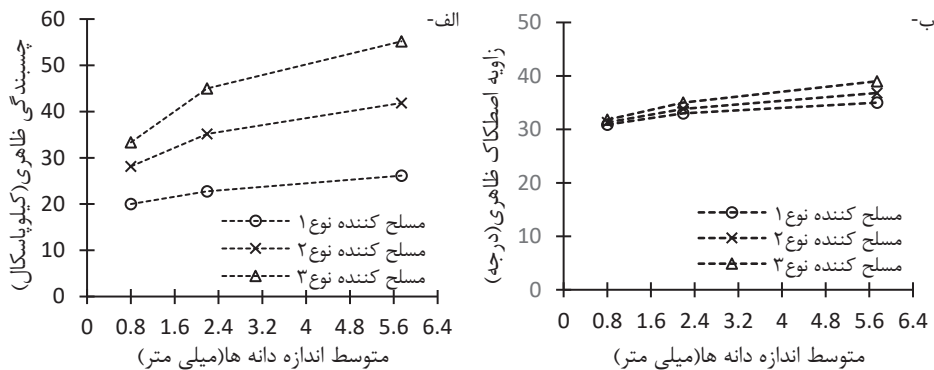 الف-
چسبندگی ظاهری(کیلوپاسکال)
60
50
40
30
20
10
0
0 0.8 1.6 2.4 3.2 4 4.8 5.6 6.4
مسلح کننده نوع۱
مسلح کننده نوع۲
مسلح کننده نوع۳
متوسط اندازه دانه ها(میلی متر)
ب-
زاویه اصطکاک ظاهری(درجه)
50
40
30
20
10
0
0 0.8 1.6 2.4 3.2 4 4.8 5.6 6.4
مسلح کننده نوع۱
مسلح کننده نوع۲
مسلح کننده نوع۳
متوسط اندازه دانه ها(میلی متر)